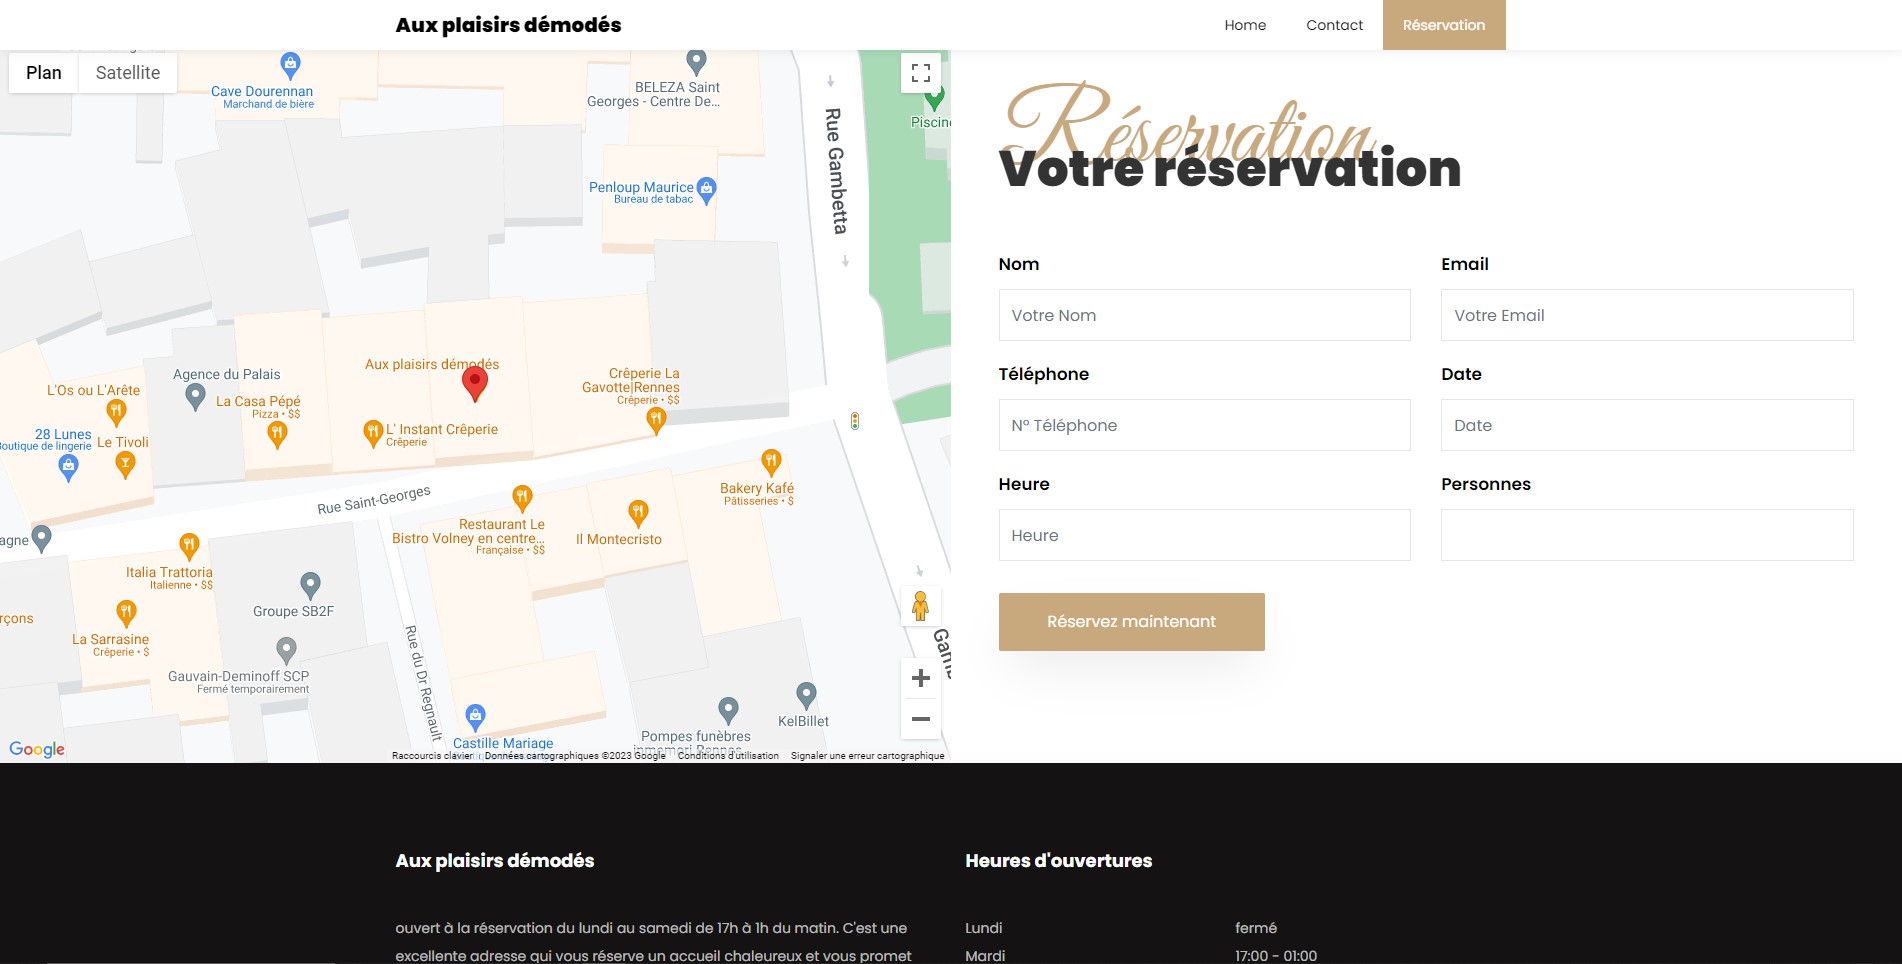 Aux plaisirs démodés
Home
Contact
Réservation
Plan
Satellite
Cave Dourennan
Marchand de bière
BELEZA Saint
Georges - Centre De...
Piscine
Rue Gambetta
Penloup Maurice
Bureau de tabac
Aux plaisirs démodés
Agence du Palais
L'Os ou L'Arête
La Casa Pépé
Pizza • $$
Crêperie La
Gavotte|Rennes
Crêperie • $$
L' Instant Crêperie
Crêperie
28 Lunes
Boutique de lingerie
Le Tivoli
Bakery Kafé
Pâtisseries • $
Rue Saint-Georges
Restaurant Le
Bistro Volney en centre...
Française • $$
Il Montecristo
agne
Italia Trattoria
Italienne • $$
Groupe SB2F
rçons
La Sarrasine
Crêperie • $
Gauvain-Deminoff SCP
Fermé temporairement
Rue du Dr Regnault
KelBillet
Pompes funèbres
Castille Mariage
Google
Raccourcis clavier
Données cartographiques ©2023 Google
Conditions d'utilisation
Signaler une erreur cartographique
Réservation
Votre réservation
Nom
Email
Votre Nom
Votre Email
Téléphone
Date
N° Téléphone
Date
Heure
Personnes
Heure
Réservez maintenant
Aux plaisirs démodés
ouvert à la réservation du lundi au samedi de 17h à 1h du matin. C'est une
excellente adresse qui vous réserve un accueil chaleureux et vous promet
Heures d'ouvertures
Lundi fermé
Mardi 17:00 - 01:00